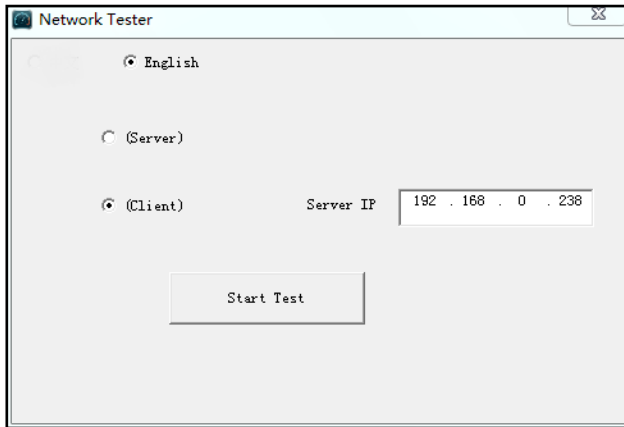 Network Tester
English
(Server)
(Client) Server IP 192 . 168 . 0 . 238
Start Test